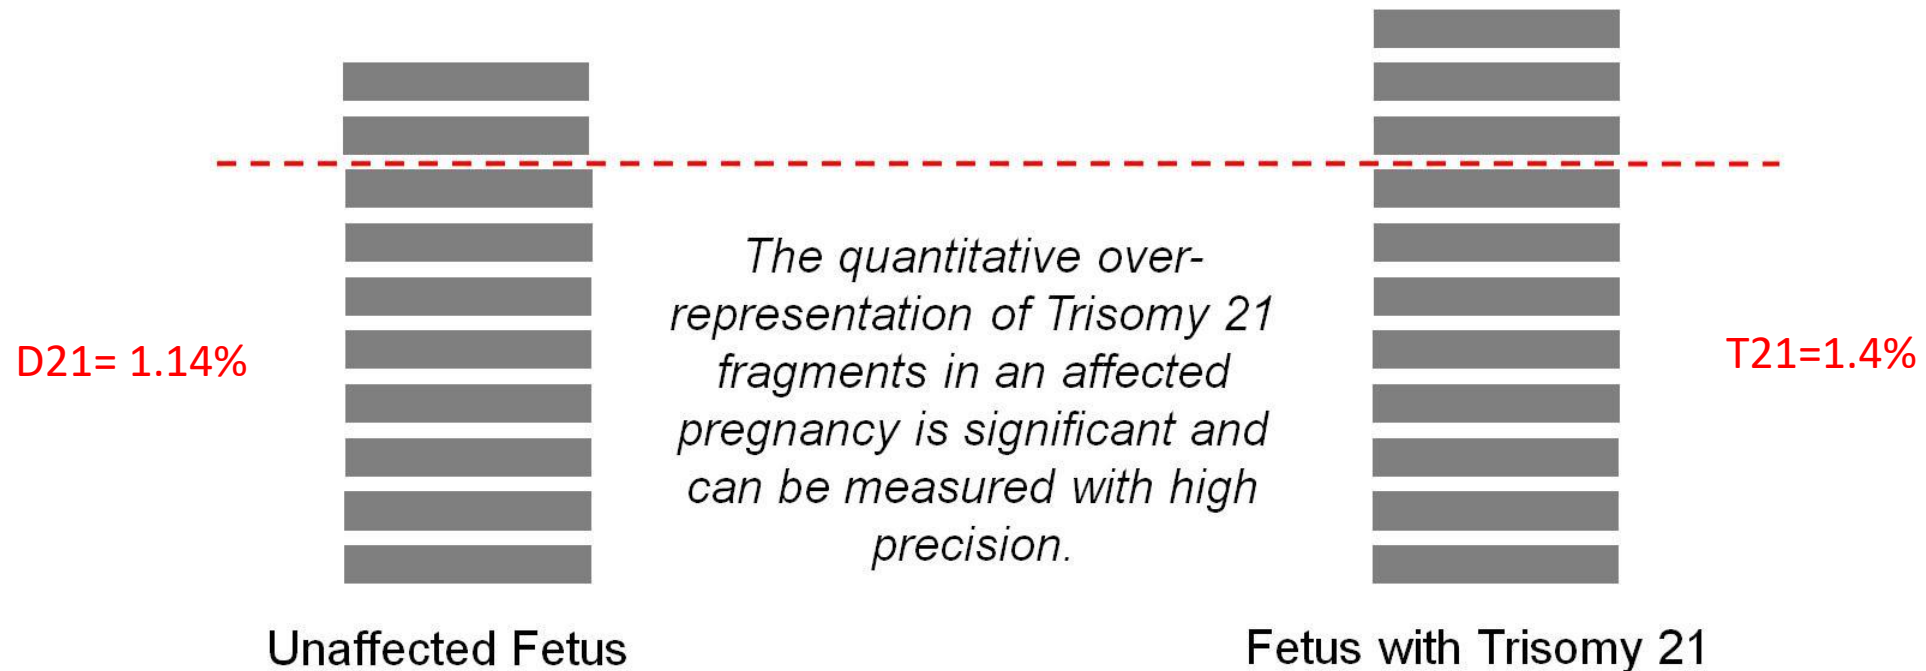 The quantitative over-
representation of Trisomy 21
fragments in an affected
pregnancy is significant and
can be measured with high
precision.
D21= 1.14%
T21=1.4%
Unaffected Fetus
Fetus with Trisomy 21